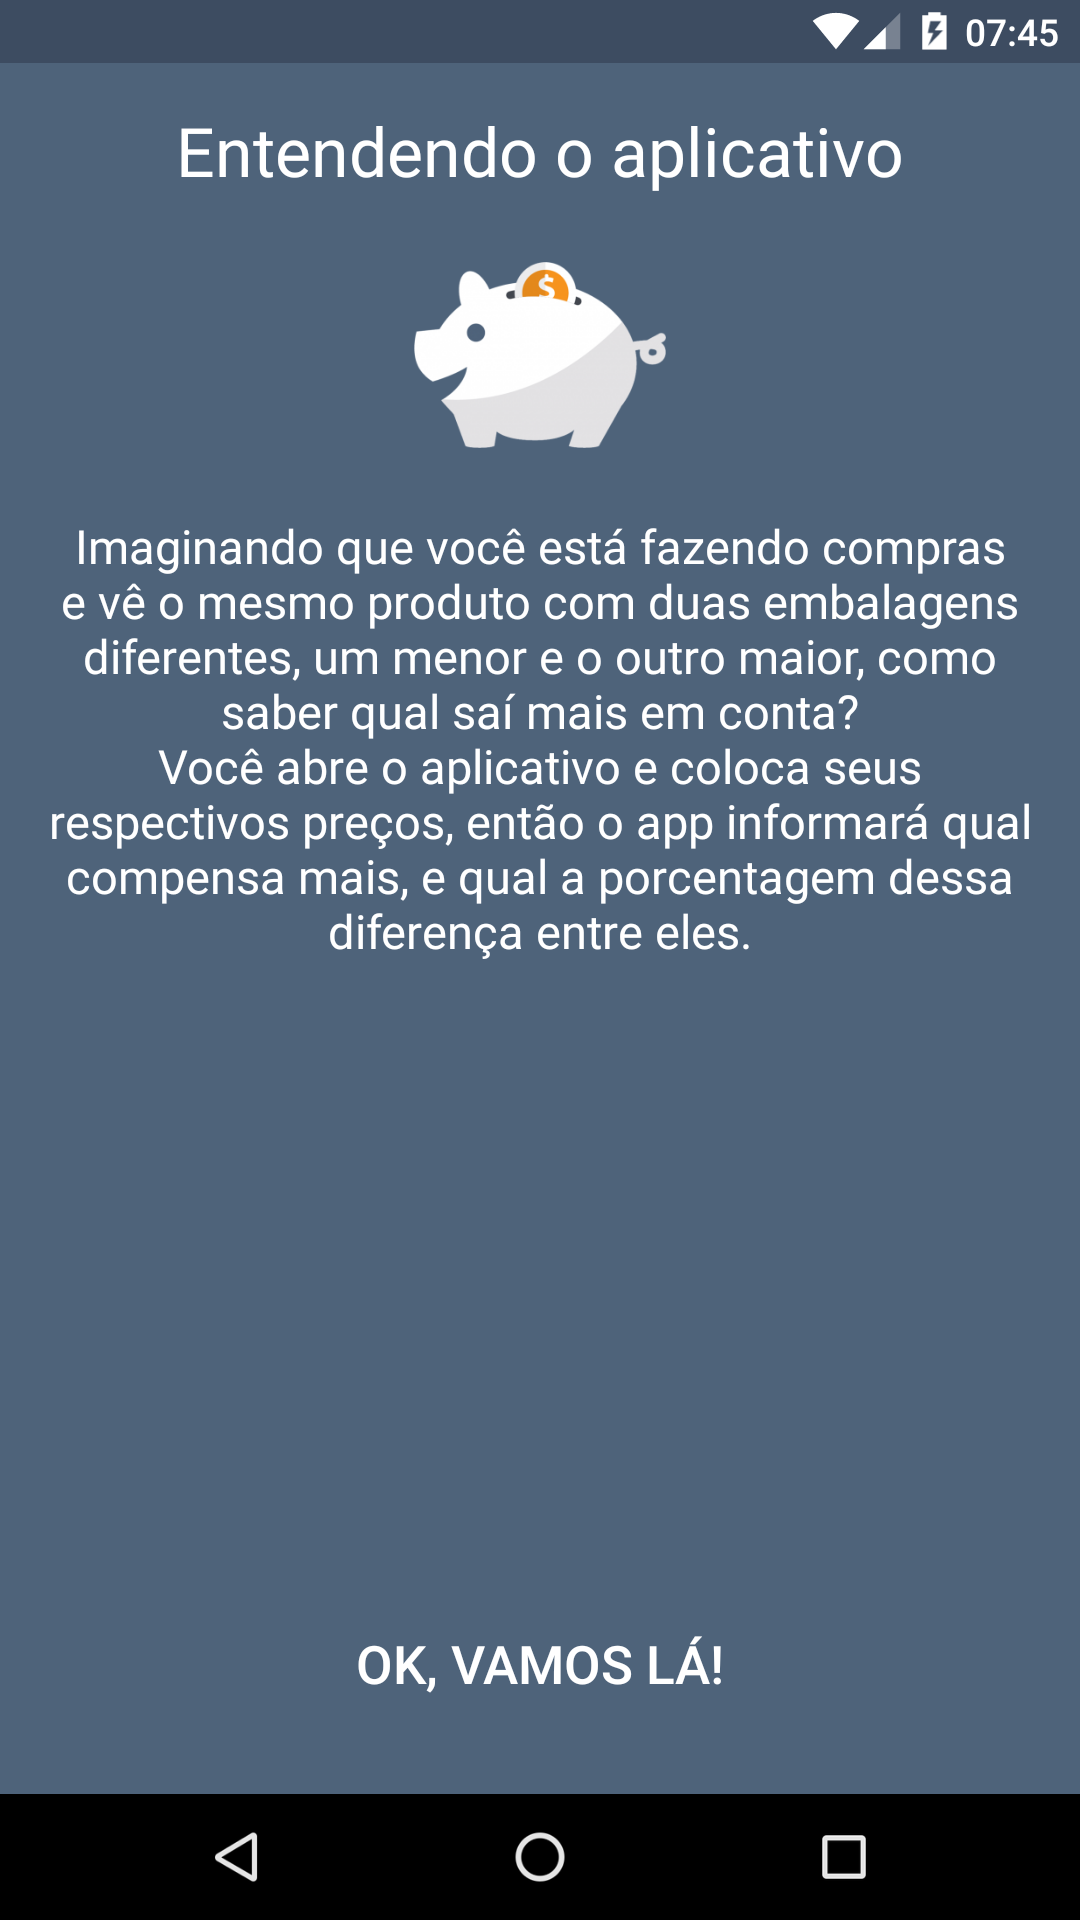 07:45
Entendendo o aplicativo
$
Imaginando que você está fazendo compras
e vê o mesmo produto com duas embalagens
diferentes, um menor e o outro maior, como
saber qual saí mais em conta?
Você abre o aplicativo e coloca seus
respectivos preços, então o app informará qual
compensa mais, e qual a porcentagem dessa
diferença entre eles.
OK, VAMOS LÁ!